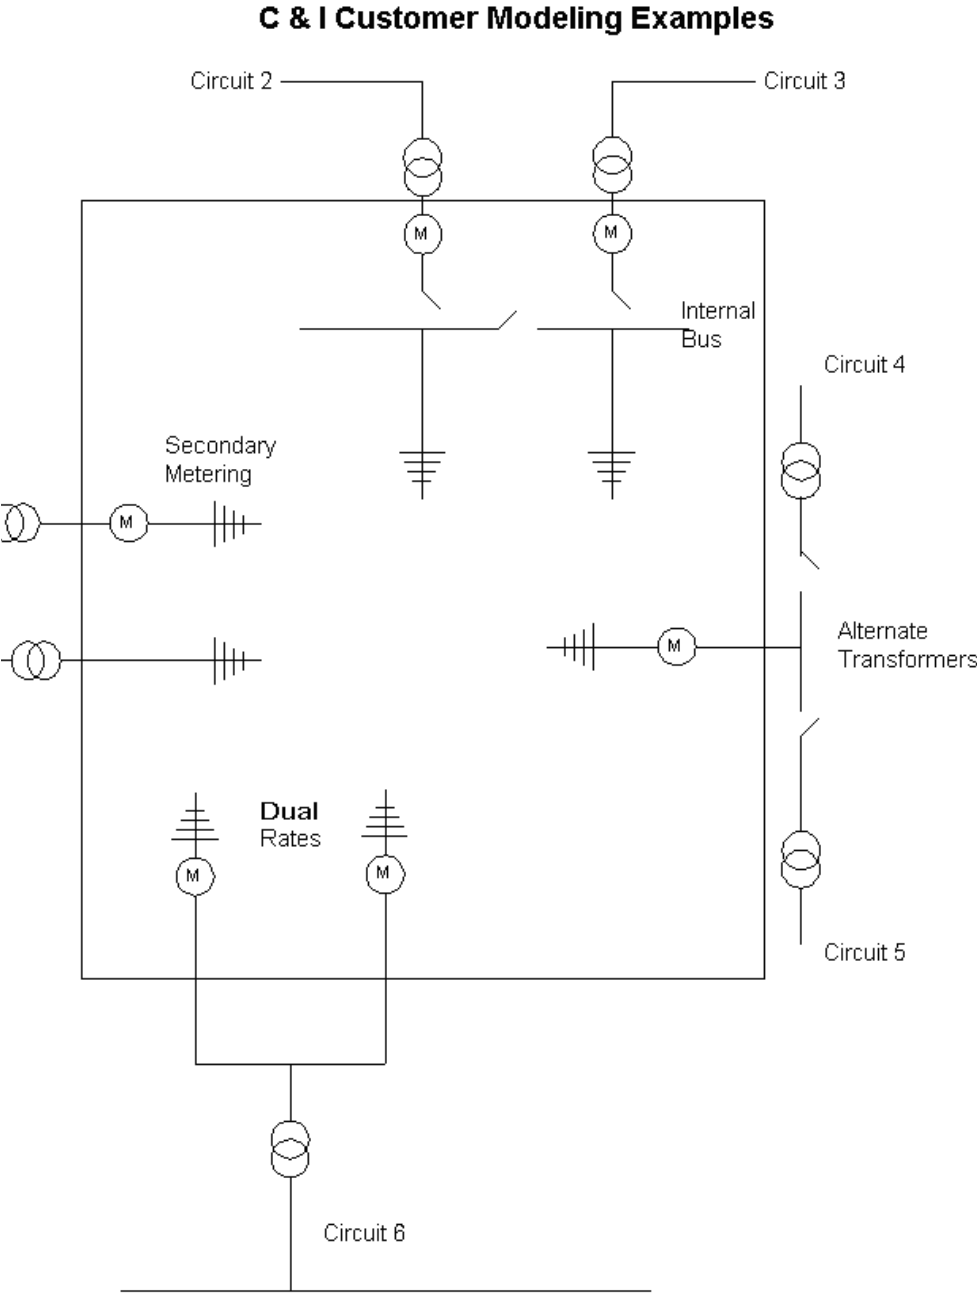 C & I Customer Modeling Examples
Circuit 2
Circuit 3
M
M
Internal
Bus
Circuit 4
Secondary
Metering
M
M
Alternate
Transformers
Dual
Rates
M
M
Circuit 5
Circuit 6